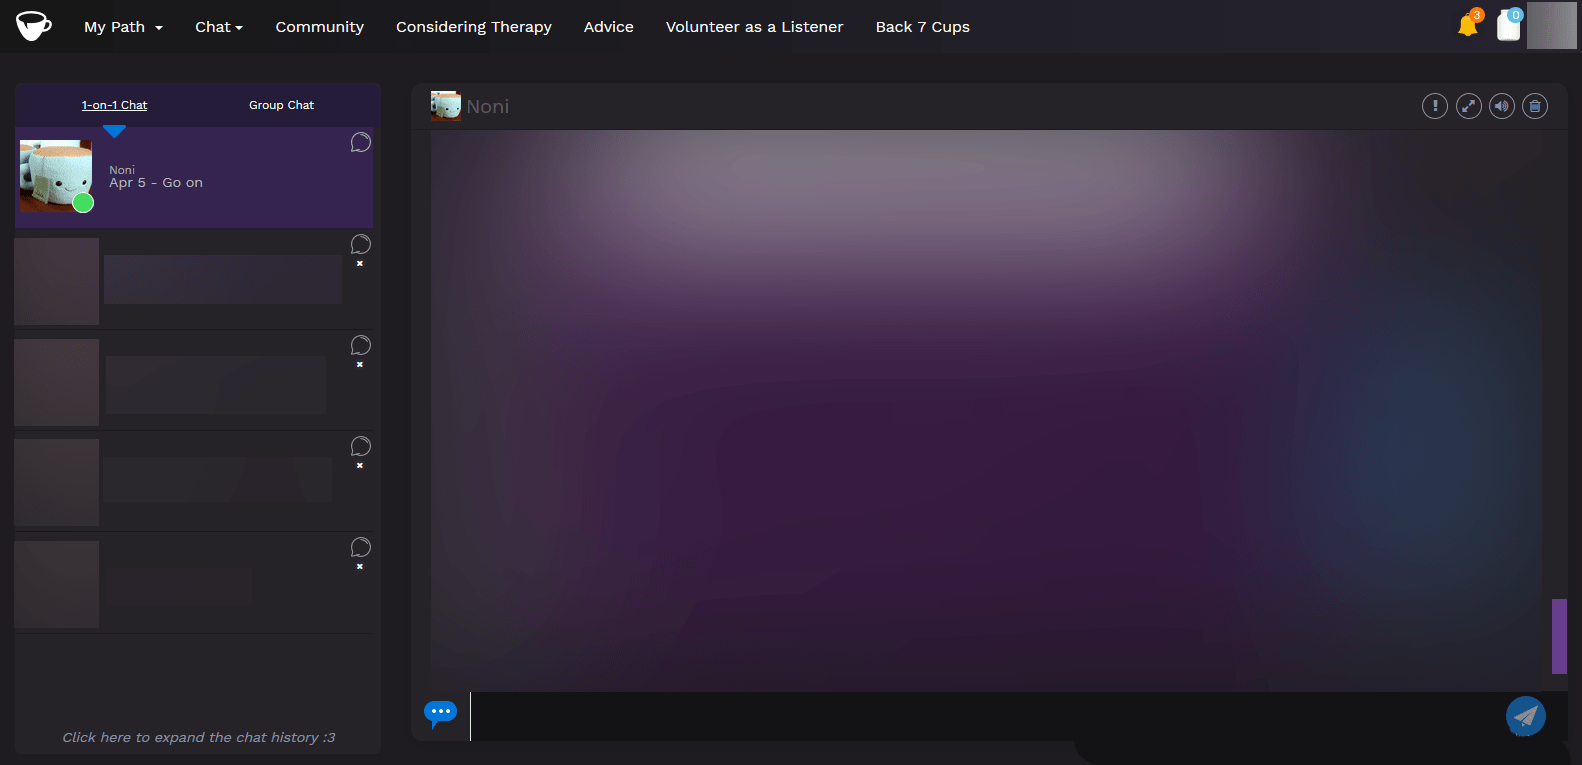 My Path
Chat
Community
Considering Therapy
Advice
Volunteer as a Listener
Back 7 Cups
3
0
1-on-1 Chat
Group Chat
Noni
Apr 5 - Go on
Noni
Click here to expand the chat history :3